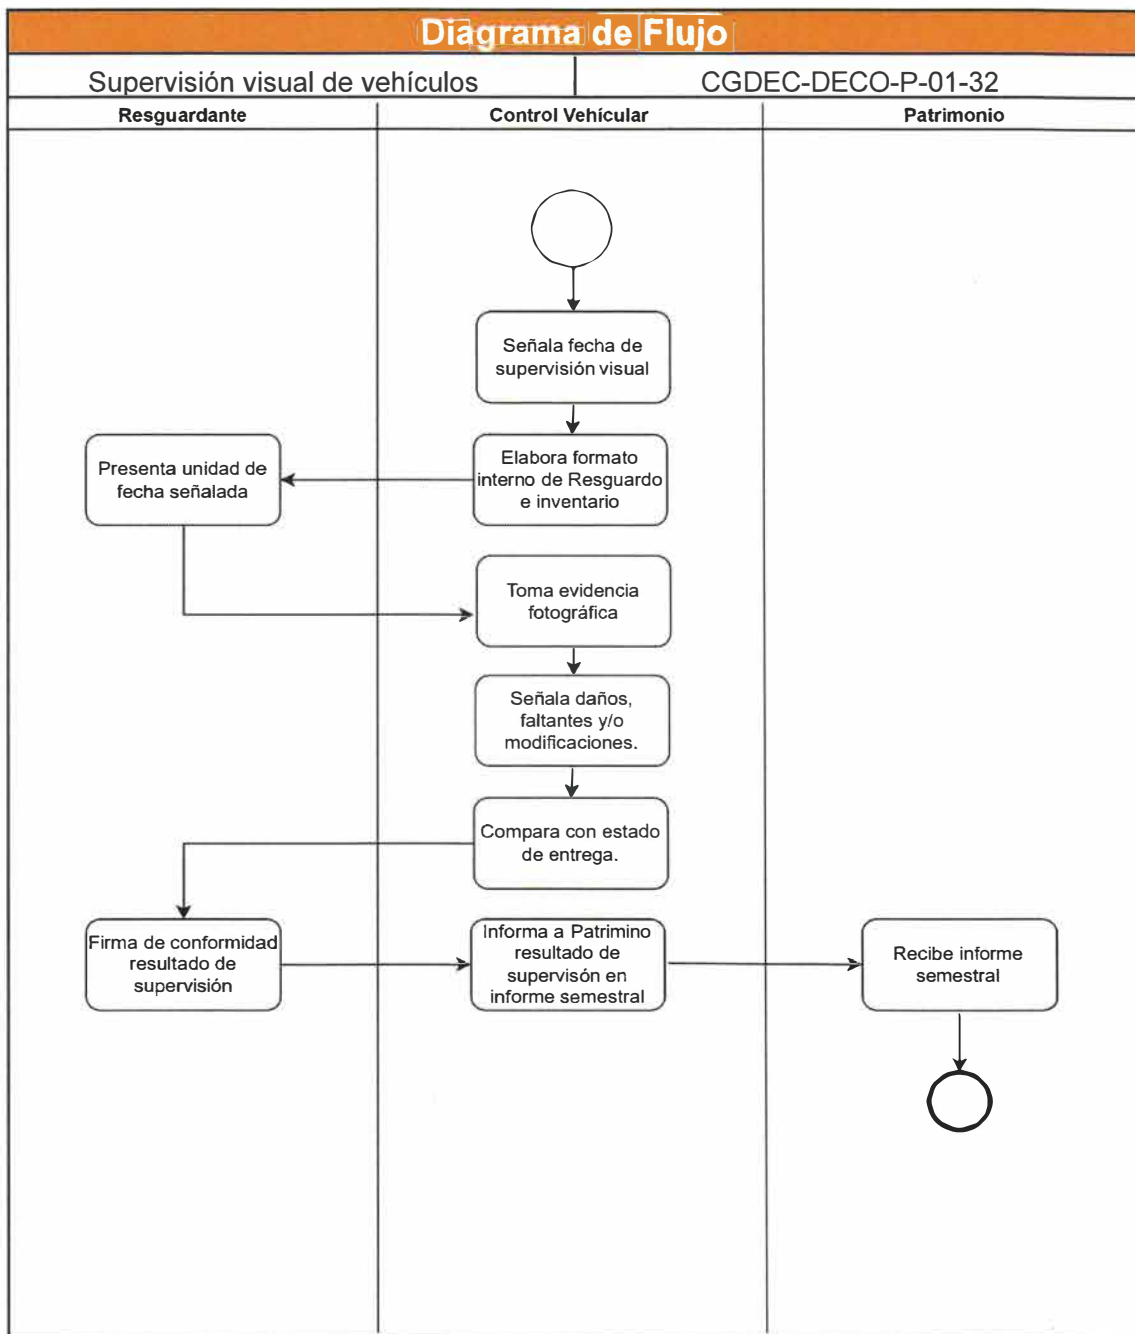 Diagrama de Flujo
Supervisión visual de vehículos
CGDEC-DECO-P-01-32
Resguardante
Control Vehícular
Patrimonio
Señala fecha de
supervisión visual
Elabora formato
interno de Resguardo
e inventario
Presenta unidad de
fecha señalada
Toma evidencia
fotográfica
Señala daños,
faltantes y/o
modificaciones.
Compara con estado
de entrega.
Firma de conformidad
resultado de
supervisión
Informa a Patrimino
resultado de
supervisón en
informe semestral
Recibe informe
semestral